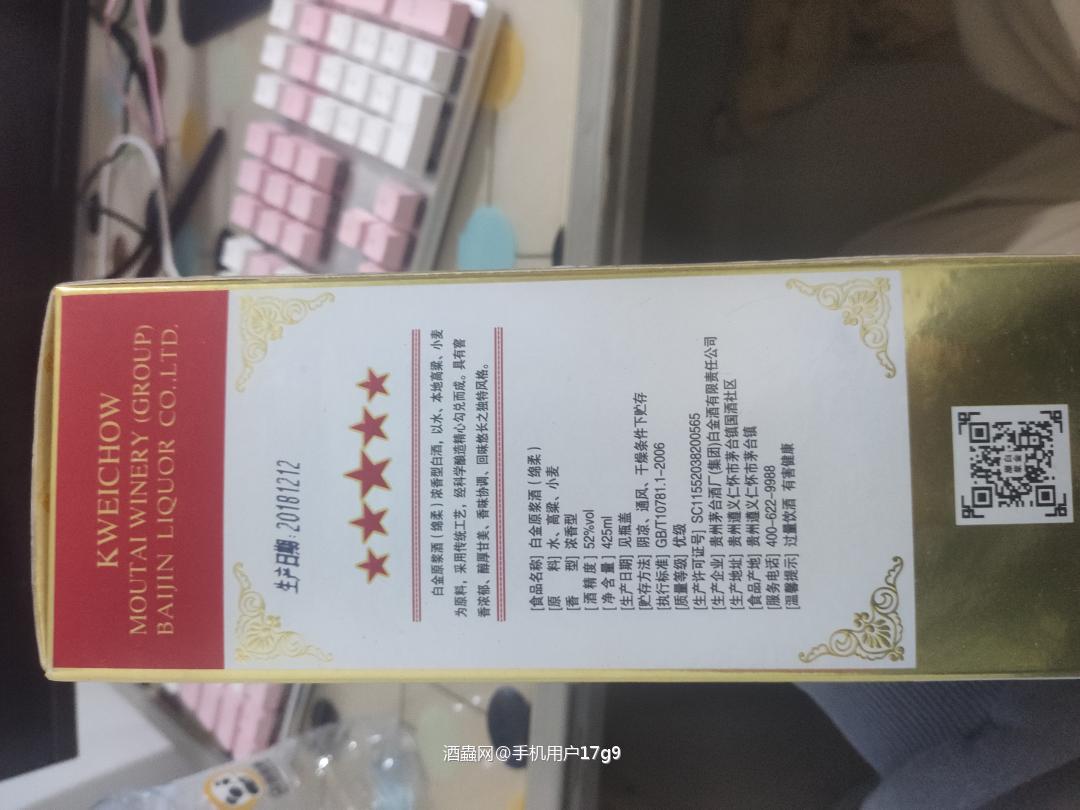 KWEICHOW
MOUTAI WINERY (GROUP)
BAIJIN LIQUOR CO.,LTD.
生产日期:20181212
白金原浆酒(绵柔)浓香型白酒,以水、本地高粱、小麦
为原料,采用传统工艺,经科学酿造精心勾兑而成。具有窖
香浓郁、醇厚甘美、香味协调、回味悠长之独特风格。
[食品名称] 白金原浆酒(绵柔)
[原 料] 水、高粱、小麦
[香 型] 浓香型
[酒精度] 52%vol
[净含量] 425ml
[生产日期] 见瓶盖
[贮存方法] 阴凉、通风、干燥条件下贮存
[执行标准] GB/T10781.1-2006
[质量等级] 优级
[生产许可证号] SC11552038200565
[生产企业] 贵州茅台酒厂(集团)白金酒有限责任公司
[生产地址] 贵州遵义仁怀市茅台镇国酒社区
[食品产地] 贵州遵义仁怀市茅台镇
[服务电话] 400-622-9988
[温馨提示] 过量饮酒 有害健康
酒蟲网@手机用户17g9